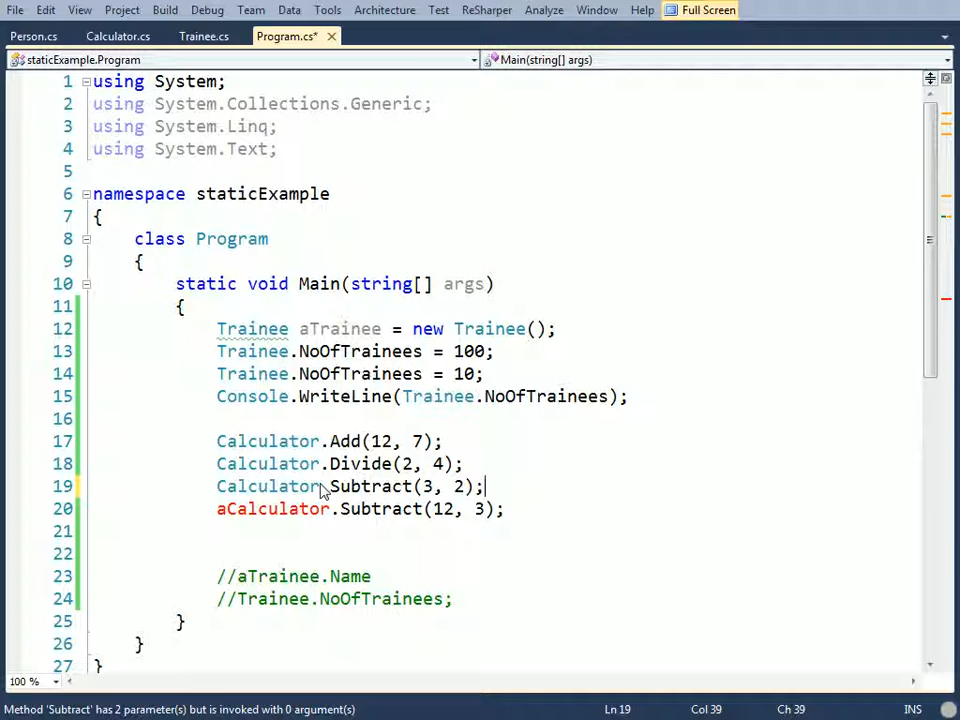 File Edit View Project Build Debug Team Data Tools Architecture Test ReSharper Analyze Window Help Full Screen
Person.cs Calculator.cs Trainee.cs Program.cs*
staticExample.Program Main(string[] args)
1 using System;
2 using System.Collections.Generic;
3 using System.Linq;
4 using System.Text;
5
6 namespace staticExample
7 {
8 class Program
9 {
10 static void Main(string[] args)
11 {
12 Trainee aTrainee = new Trainee();
13 Trainee.NoOfTrainees = 100;
14 Trainee.NoOfTrainees = 10;
15 Console.WriteLine(Trainee.NoOfTrainees);
16
17 Calculator.Add(12, 7);
18 Calculator.Divide(2, 4);
19 Calculator.Subtract(3, 2);
20 aCalculator.Subtract(12, 3);
21
22
23 //aTrainee.Name
24 //Trainee.NoOfTrainees;
25 }
26 }
27 }
100 %
Method 'Subtract' has 2 parameter(s) but is invoked with 0 argument(s) Ln 19 Col 39 Ch 39 INS